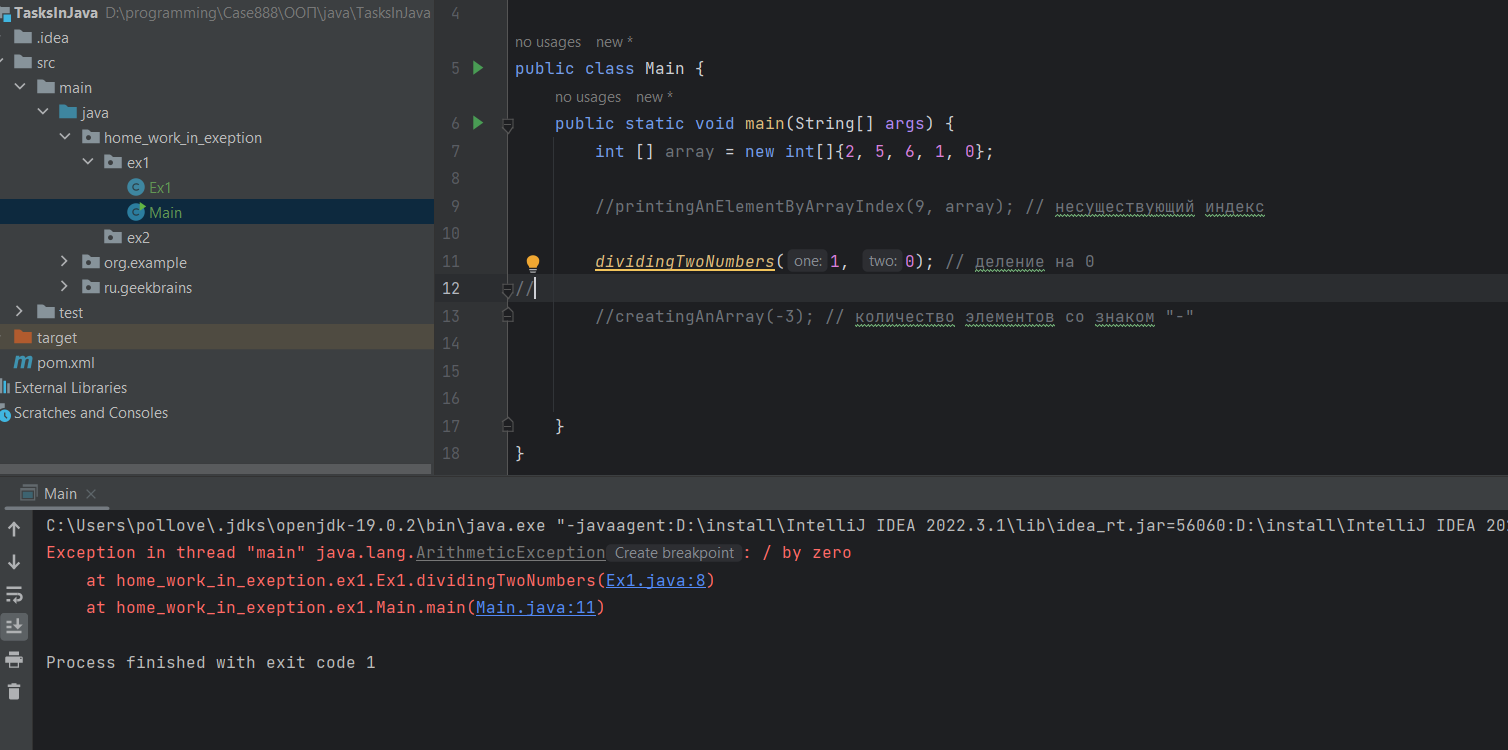 TasksInJava D:\programming\Case888\ООП\java\TasksInJava
.idea
src
main
java
home_work_in_exeption
ex1
Ex1
Main
ex2
org.example
ru.geekbrains
test
target
pom.xml
External Libraries
Scratches and Consoles
4
no usages new *
5 public class Main {
no usages new *
6 public static void main(String[] args) {
7 int [] array = new int[]{2, 5, 6, 1, 0};
8
9 //printingAnElementByArrayIndex(9, array); // несуществующий индекс
10
11 dividingTwoNumbers( one: 1, two: 0); // деление на 0
12 //
13 //creatingAnArray(-3); // количество элементов со знаком "-"
14
15
16
17 }
18 }
Main
C:\Users\pollove\.jdks\openjdk-19.0.2\bin\java.exe "-javaagent:D:\install\IntelliJ IDEA 2022.3.1\lib\idea_rt.jar=56060:D:\install\IntelliJ IDEA 202
Exception in thread "main" java.lang.ArithmeticException Create breakpoint : / by zero
at home_work_in_exeption.ex1.Ex1.dividingTwoNumbers(Ex1.java:8)
at home_work_in_exeption.ex1.Main.main(Main.java:11)
Process finished with exit code 1